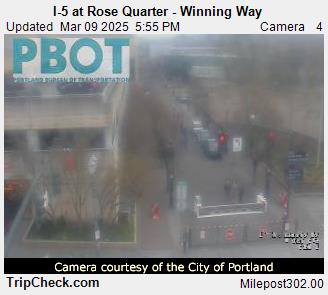 I-5 at Rose Quarter - Winning Way
Updated Mar 09 2025 5:55 PM Camera 4
PBOT
PORTLAND BUREAU OF TRANSPORTATION
Camera courtesy of the City of Portland
TripCheck.com Milepost302.00